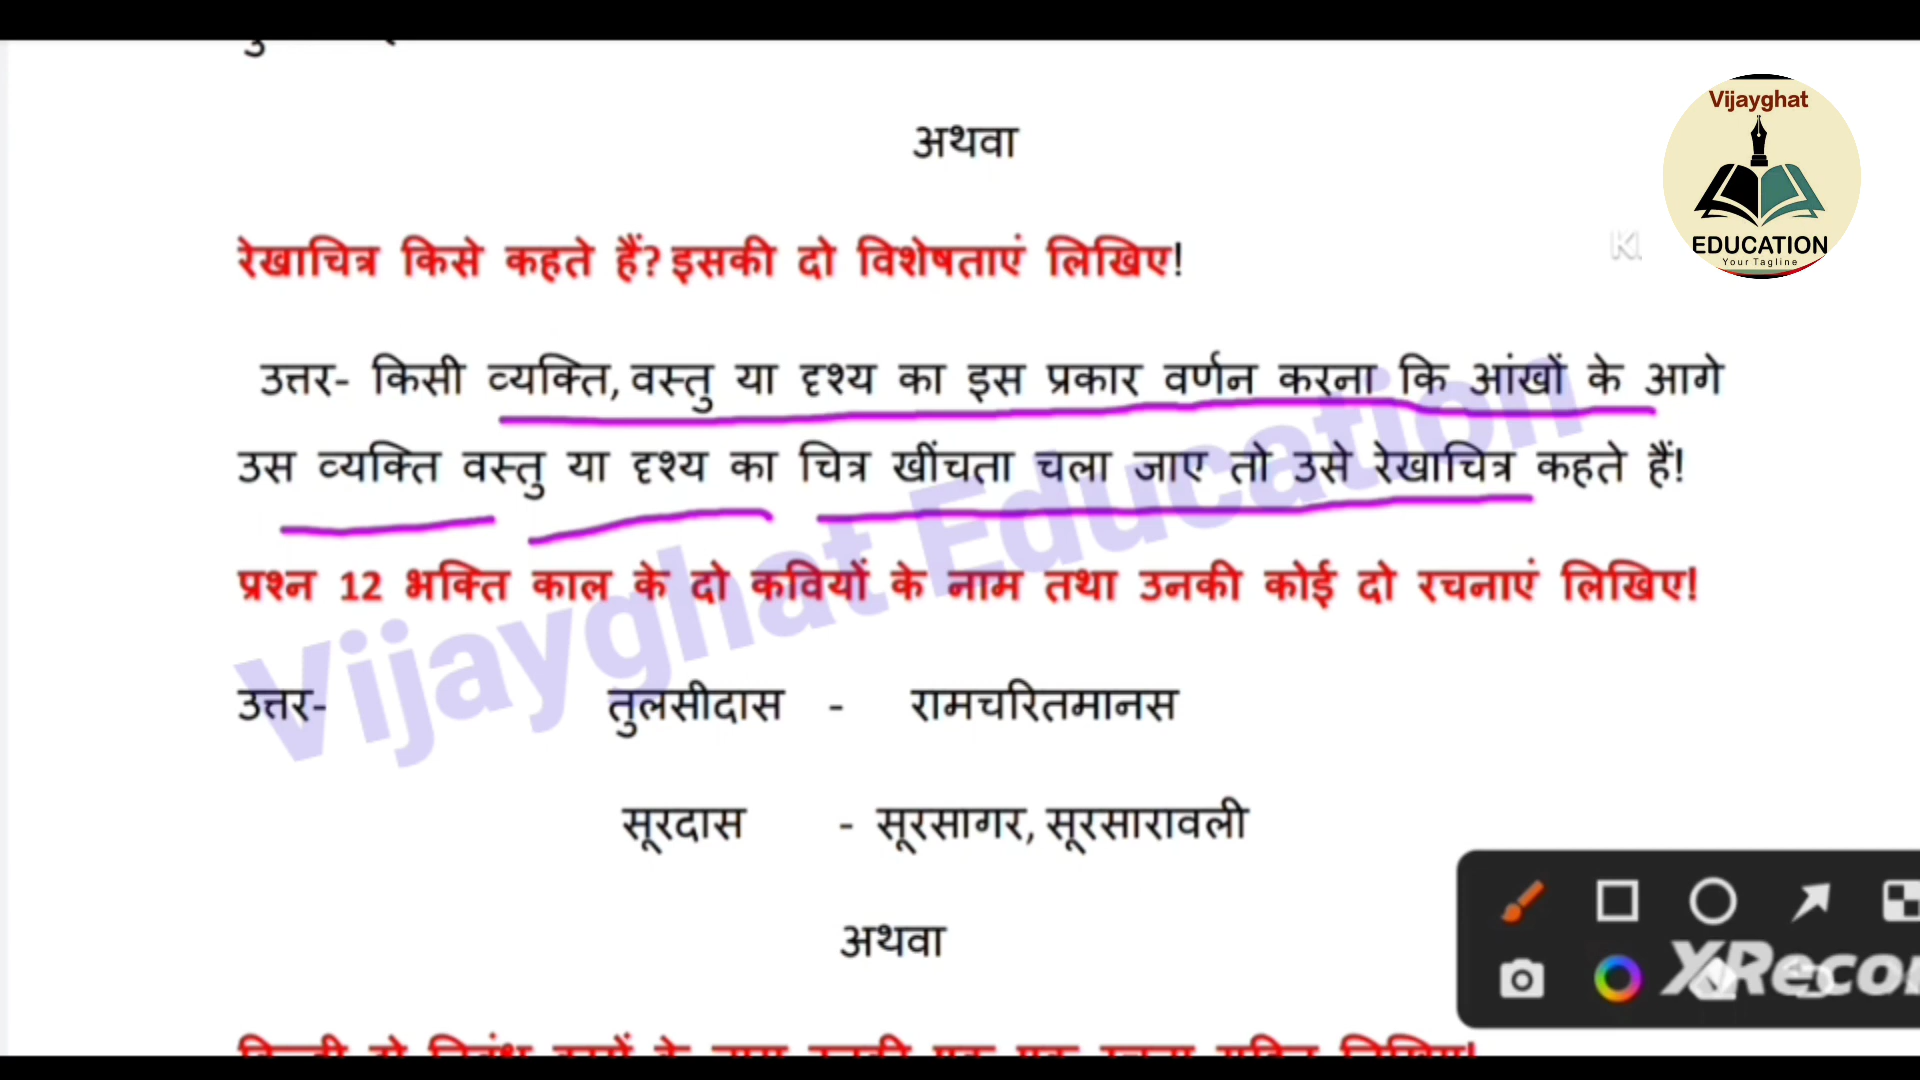 अथवा
Vijayghat
EDUCATION
Your Tagline
रेखाचित्र किसे कहते हैं? इसकी दो विशेषताएं लिखिए!
उत्तर- किसी व्यक्ति, वस्तु या दृश्य का इस प्रकार वर्णन करना कि आंखों के आगे
उस व्यक्ति वस्तु या दृश्य का चित्र खींचता चला जाए तो उसे रेखाचित्र कहते हैं!
प्रश्न 12 भक्ति काल के दो कवियों के नाम तथा उनकी कोई दो रचनाएं लिखिए!
Vijayghat Education
उत्तर- तुलसीदास - रामचरितमानस
सूरदास - सूरसागर, सूरसारावली
अथवा